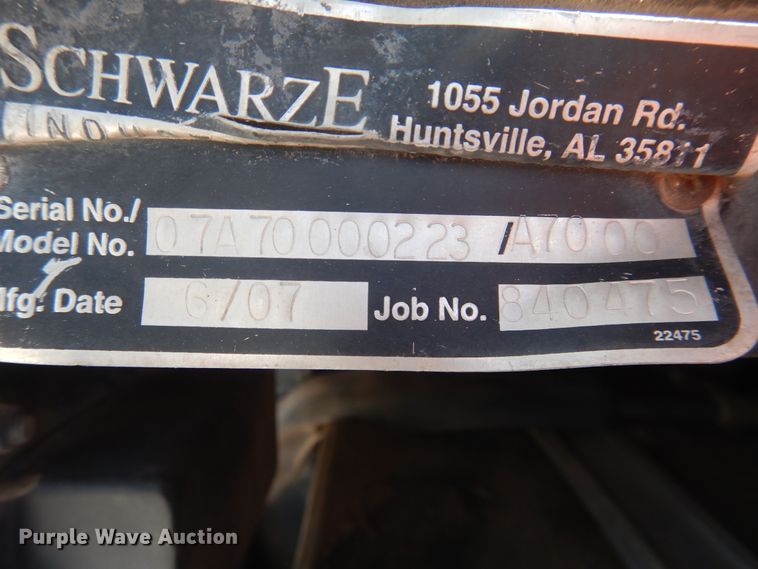 SCHWARZE
1055 Jordan Rd.
Huntsville, AL 35811
Serial No./
Model No. 07A70000223 /A7000
Mfg. Date 6/07 Job No. 840475
22475
Purple Wave Auction